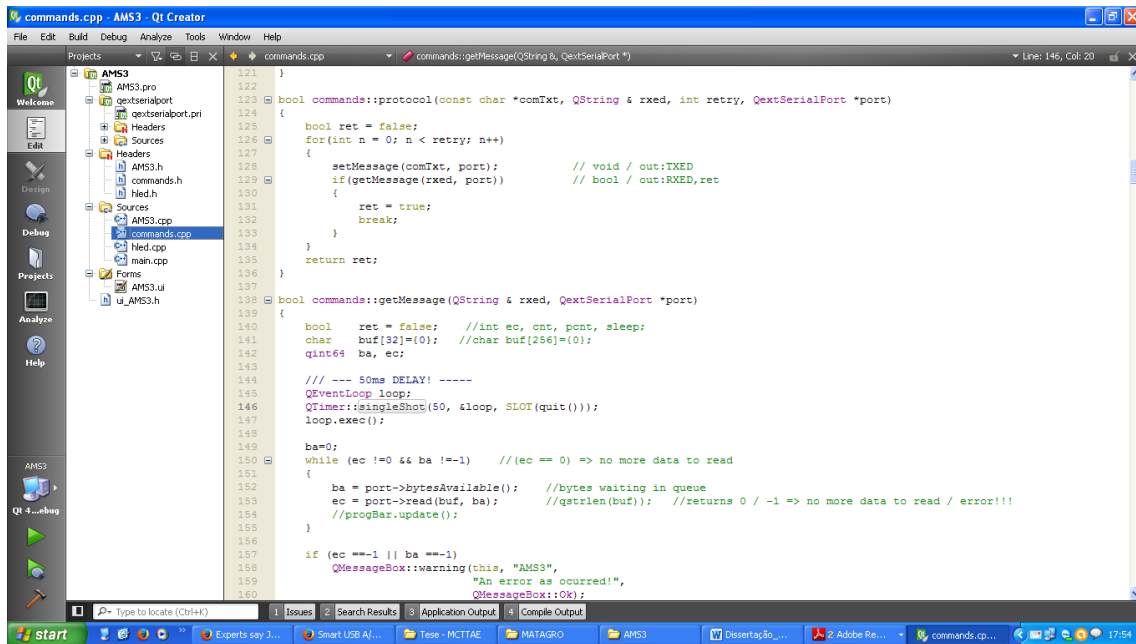 commands.cpp - AMS3 - Qt Creator
File Edit Build Debug Analyze Tools Window Help
Projects
commands.cpp
commands::getMessage(QString &, QextSerialPort *)
Line: 146, Col: 20
Qt
Welcome
Edit
Design
Debug
Projects
Analyze
Help
AMS3
Qt 4...ebug
AMS3
AMS3.pro
qextserialport
qextserialport.pri
Headers
Sources
Headers
AMS3.h
commands.h
hled.h
Sources
AMS3.cpp
commands.cpp
hled.cpp
main.cpp
Forms
AMS3.ui
ui_AMS3.h
121 }
122
123 bool commands::protocol(const char *comTxt, QString & rxed, int retry, QextSerialPort *port)
124 {
125 bool ret = false;
126 for(int n = 0; n < retry; n++)
127 {
128 setMessage(comTxt, port); // void / out:TXED
129 if(getMessage(rxed, port)) // bool / out:RXED,ret
130 {
131 ret = true;
132 break;
133 }
134 }
135 return ret;
136 }
137
138 bool commands::getMessage(QString & rxed, QextSerialPort *port)
139 {
140 bool ret = false; //int ec, cnt, pcnt, sleep;
141 char buf[32]={0}; //char buf[256]={0};
142 qint64 ba, ec;
143
144 /// --- 50ms DELAY! -----
145 QEventLoop loop;
146 QTimer::singleShot(50, &loop, SLOT(quit()));
147 loop.exec();
148
149 ba=0;
150 while (ec !=0 && ba !=-1) //(ec == 0) => no more data to read
151 {
152 ba = port->bytesAvailable(); //bytes waiting in queue
153 ec = port->read(buf, ba); //qstrlen(buf)); //returns 0 / -1 => no more data to read / error!!!
154 //progBar.update();
155 }
156
157 if (ec ==-1 || ba ==-1)
158 QMessageBox::warning(this, "AMS3",
159 "An error as ocurred!",
160 QMessageBox::Ok);
Type to locate (Ctrl+K)
1 Issues
2 Search Results
3 Application Output
4 Compile Output
start
Experts say J...
Smart USB A/...
Tese - MCTTAE
MATAGRO
AMS3
Dissertação_...
2 Adobe Re...
commands.cp...
17:54